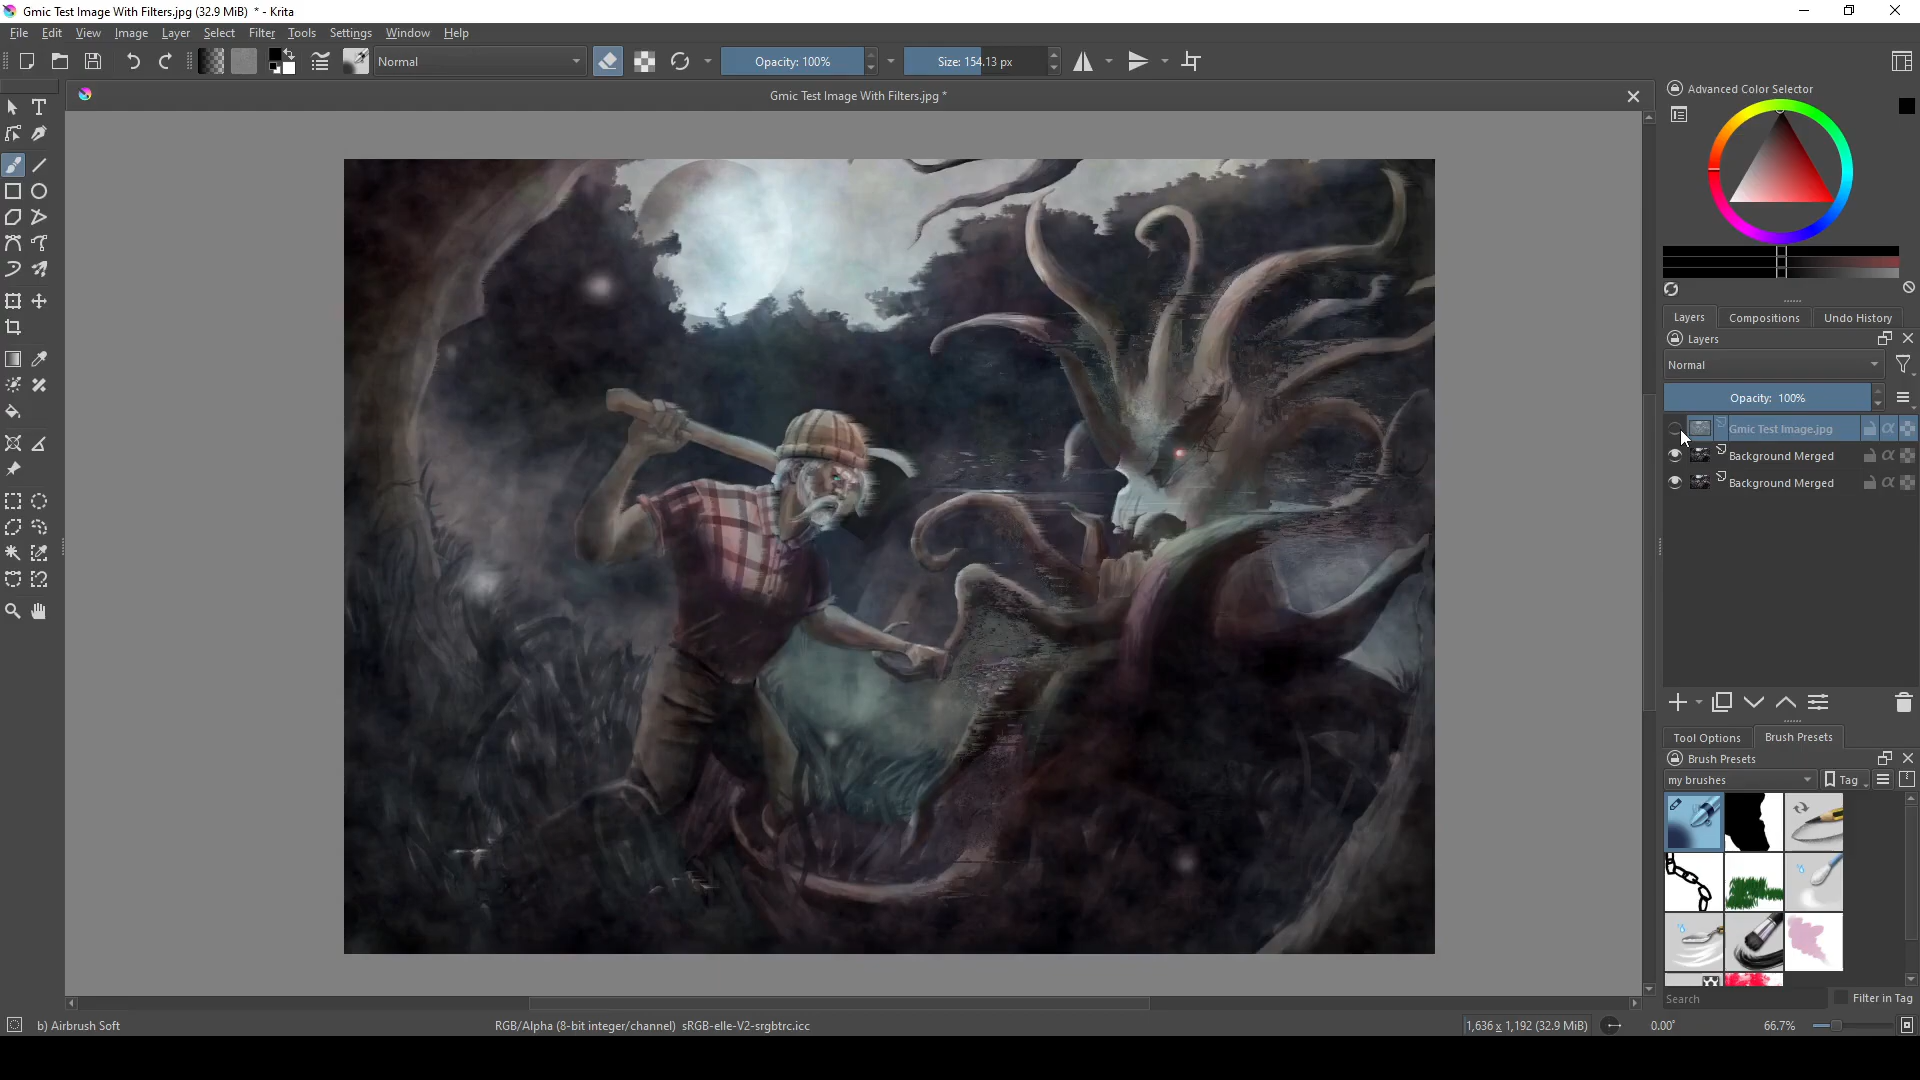 Gmic Test Image With Filters.jpg (32.9 MiB) * - Krita
File Edit View Image Layer Select Filter Tools Settings Window Help
Normal Opacity: 100% Size: 154.13 px
Gmic Test Image With Filters.jpg *
Advanced Color Selector
Layers Compositions Undo History
Layers
Normal
Opacity: 100%
Gmic Test Image.jpg
Background Merged
Background Merged
Tool Options Brush Presets
Brush Presets
my brushes Tag
Search Filter in Tag
b) Airbrush Soft RGB/Alpha (8-bit integer/channel) sRGB-elle-V2-srgbtrc.icc 1,636 x 1,192 (32.9 MiB) 0.00° 66.7%